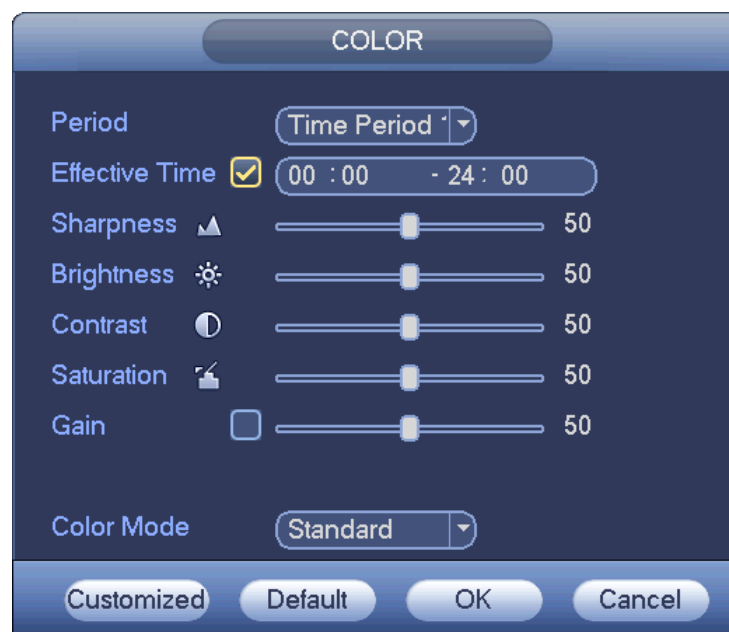 COLOR
Period Time Period 1
Effective Time 00 :00 - 24: 00
Sharpness 50
Brightness 50
Contrast 50
Saturation 50
Gain 50
Color Mode Standard
Customized Default OK Cancel